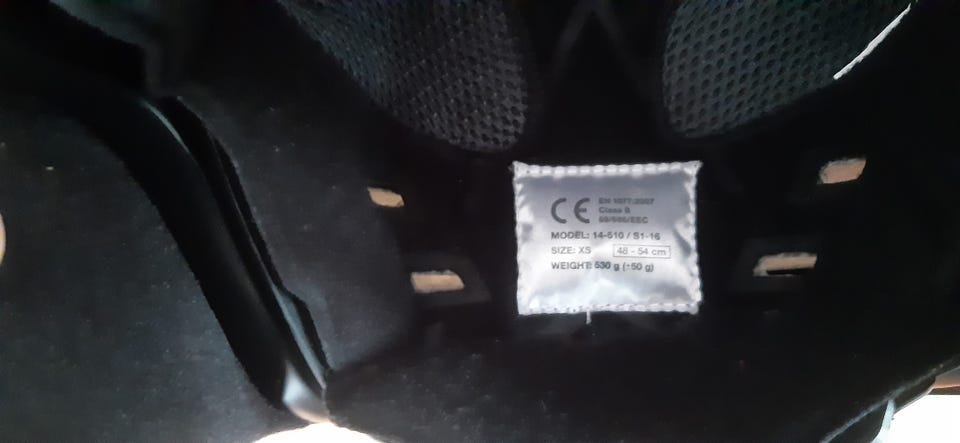 CE
EN 1077:2007
Class B
89/686/EEC
MODEL: 14-510 / S1-16
SIZE: XS 48 - 54 cm
WEIGHT: 530 g (±50 g)